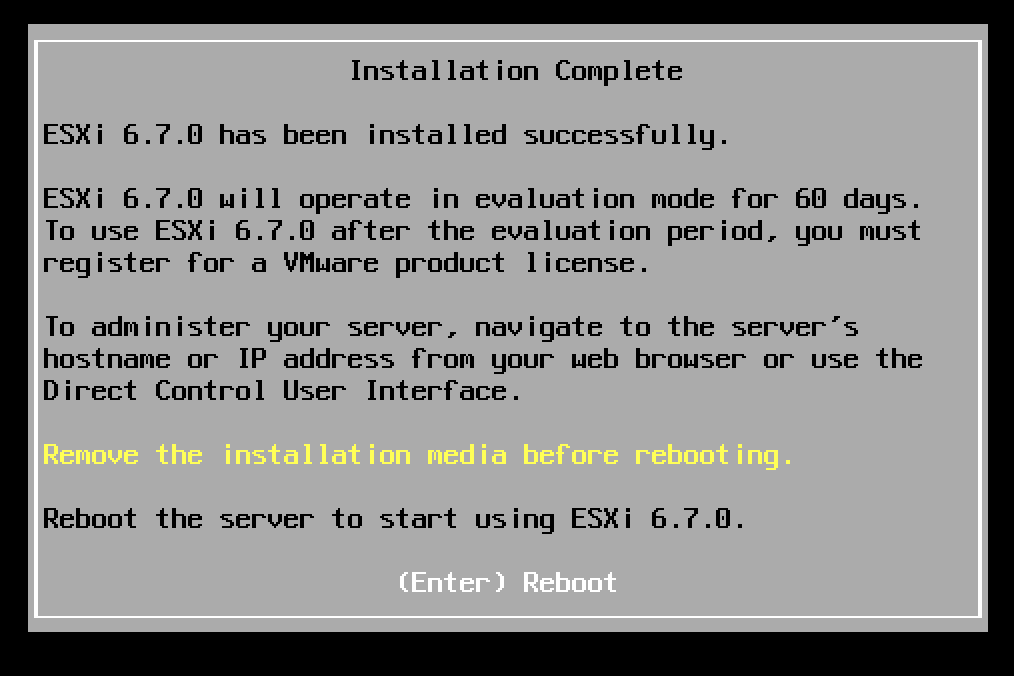 Installation Complete
ESXi 6.7.0 has been installed successfully.
ESXi 6.7.0 will operate in evaluation mode for 60 days.
To use ESXi 6.7.0 after the evaluation period, you must
register for a VMware product license.
To administer your server, navigate to the server's
hostname or IP address from your web browser or use the
Direct Control User Interface.
Remove the installation media before rebooting.
Reboot the server to start using ESXi 6.7.0.
(Enter) Reboot